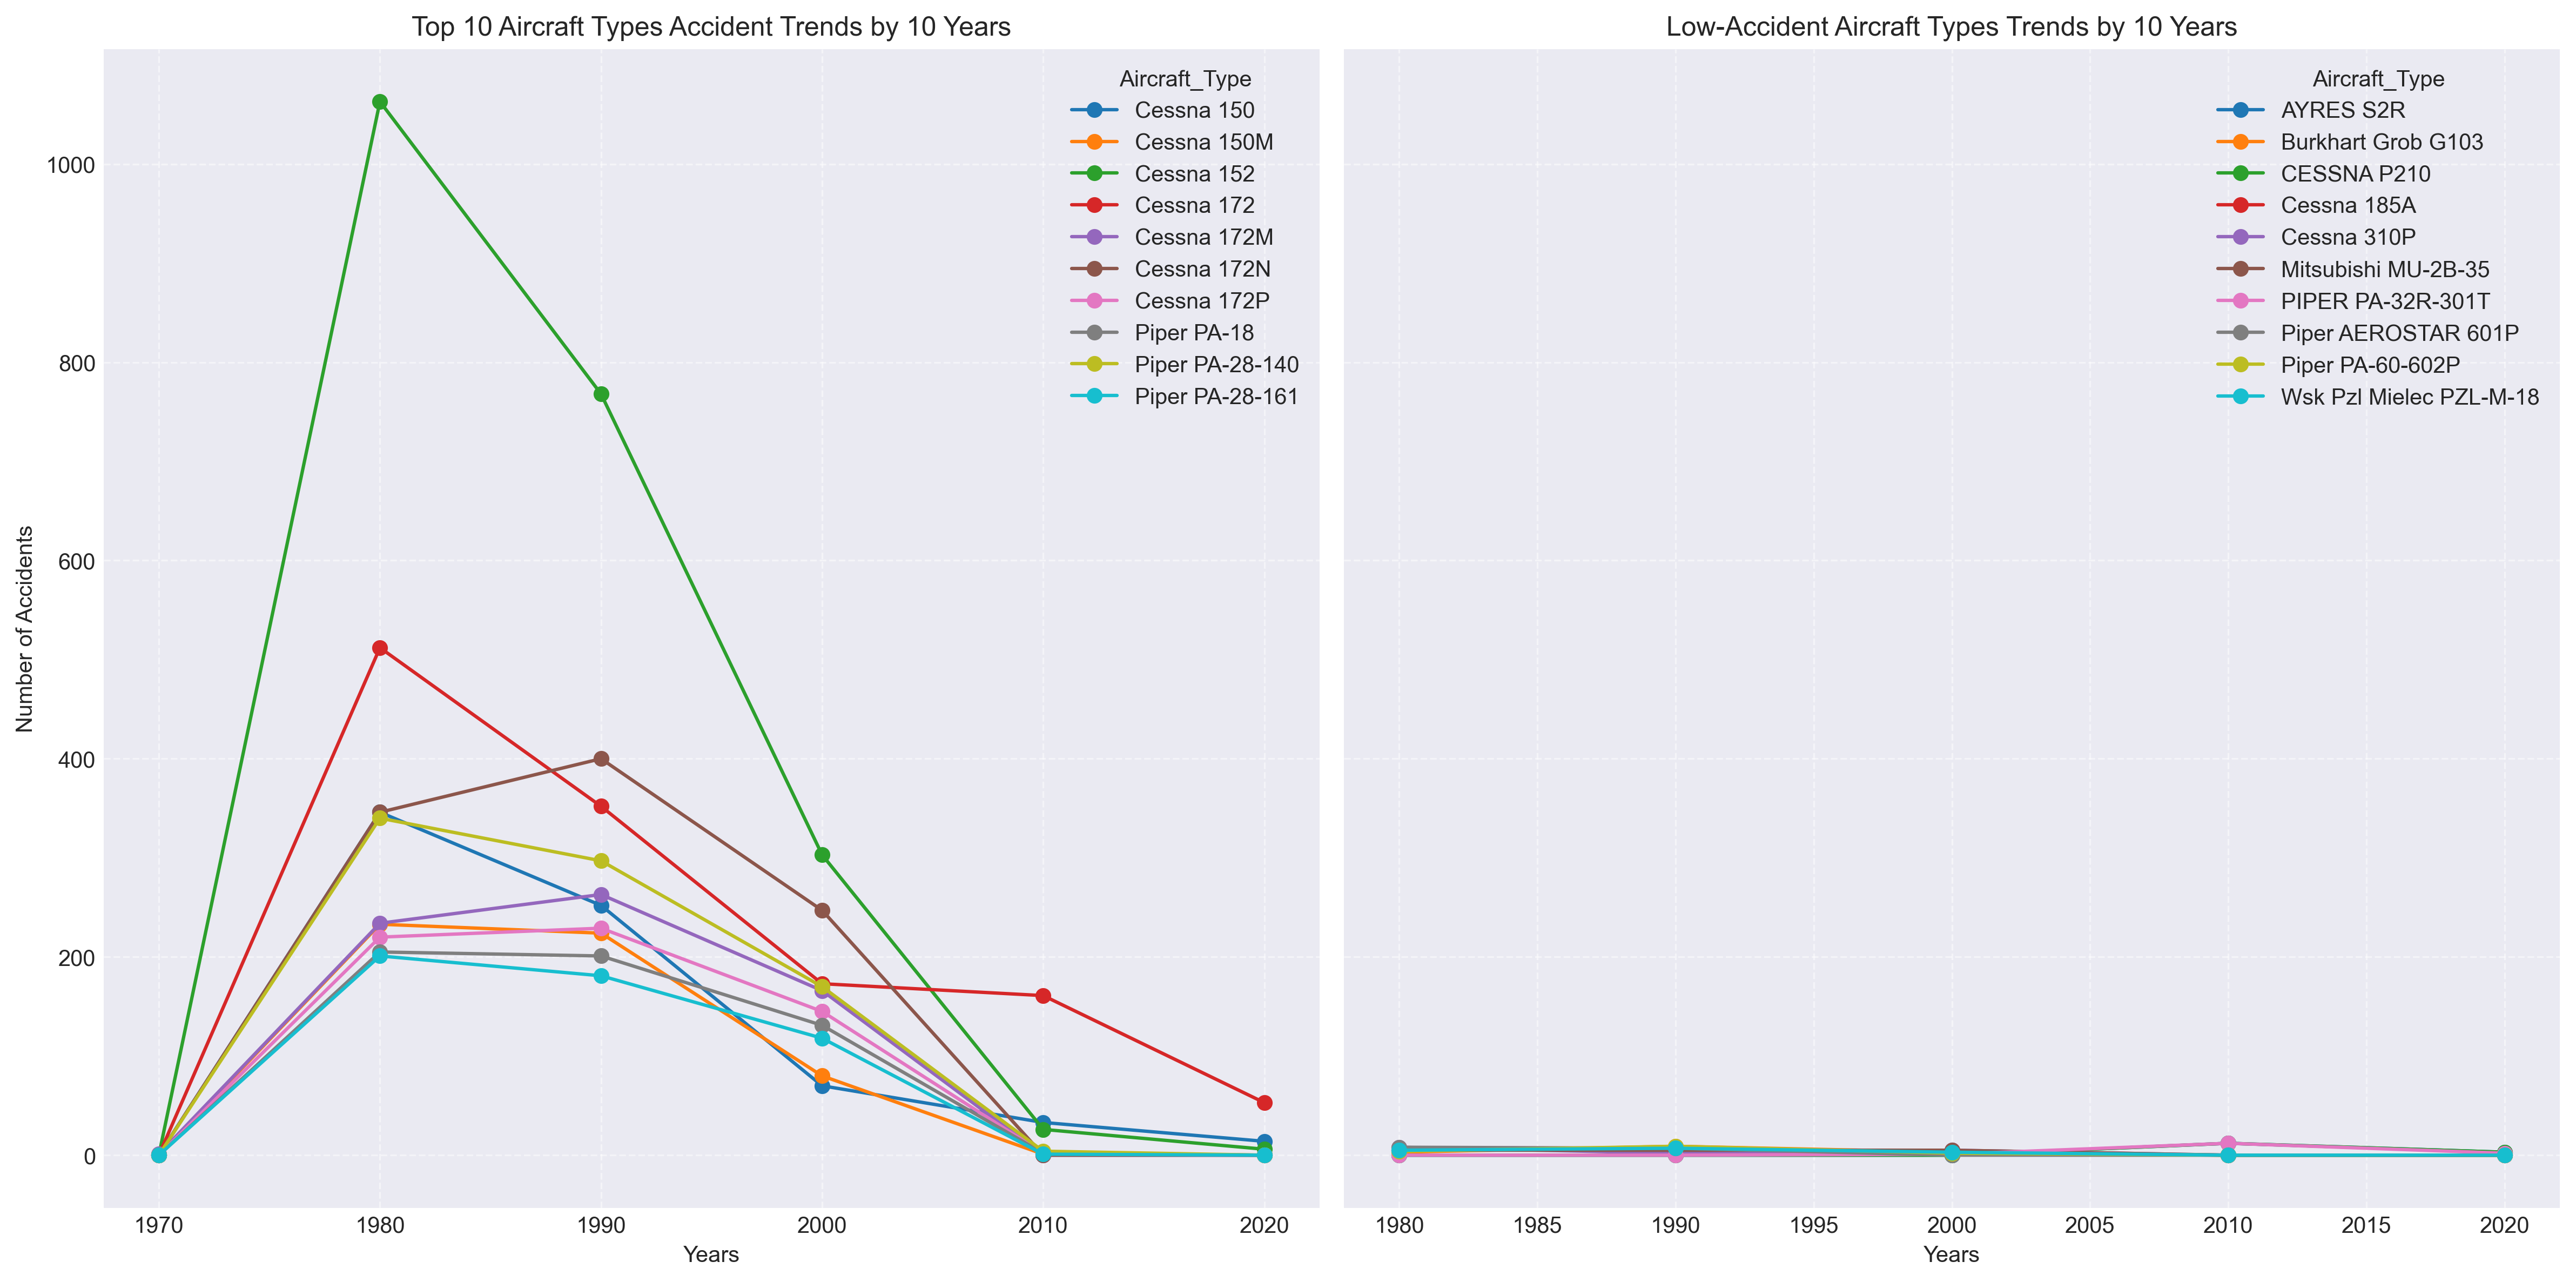 Top 10 Aircraft Types Accident Trends by 10 Years
Number of Accidents
1000
800
600
400
200
0
Aircraft_Type
Cessna 150
Cessna 150M
Cessna 152
Cessna 172
Cessna 172M
Cessna 172N
Cessna 172P
Piper PA-18
Piper PA-28-140
Piper PA-28-161
1970 1980 1990 2000 2010 2020
Years
Low-Accident Aircraft Types Trends by 10 Years
Aircraft_Type
AYRES S2R
Burkhart Grob G103
CESSNA P210
Cessna 185A
Cessna 310P
Mitsubishi MU-2B-35
PIPER PA-32R-301T
Piper AEROSTAR 601P
Piper PA-60-602P
Wsk Pzl Mielec PZL-M-18
1980 1985 1990 1995 2000 2005 2010 2015 2020
Years